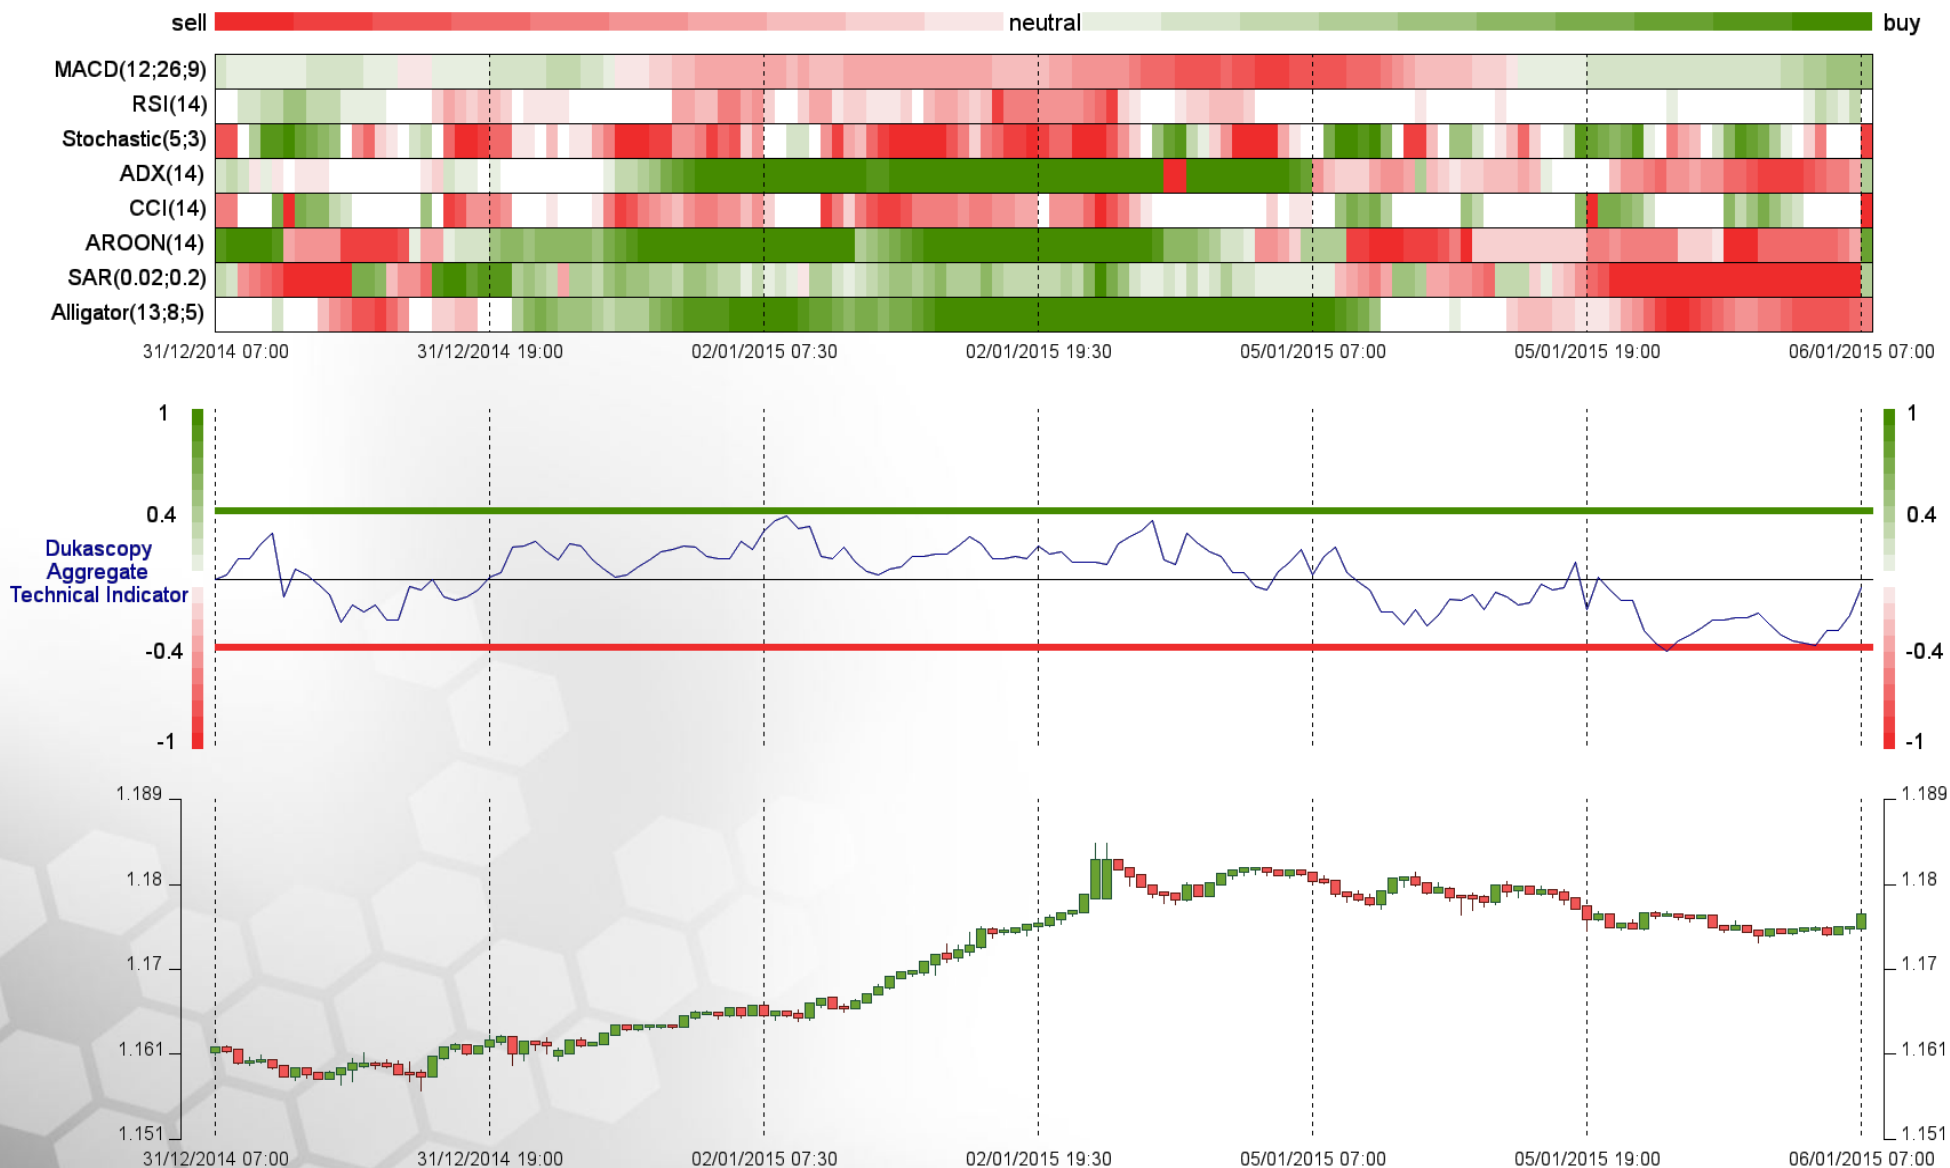 sell neutral buy
MACD(12;26;9)
RSI(14)
Stochastic(5;3)
ADX(14)
CCI(14)
AROON(14)
SAR(0.02;0.2)
Alligator(13;8;5)
31/12/2014 07:00 31/12/2014 19:00 02/01/2015 07:30 02/01/2015 19:30 05/01/2015 07:00 05/01/2015 19:00 06/01/2015 07:00
1 1
0.4 0.4
Dukascopy
Aggregate
Technical Indicator
-0.4 -0.4
-1 -1
1.189 1.189
1.18 1.18
1.17 1.17
1.161 1.161
1.151 1.151
31/12/2014 07:00 31/12/2014 19:00 02/01/2015 07:30 02/01/2015 19:30 05/01/2015 07:00 05/01/2015 19:00 06/01/2015 07:00